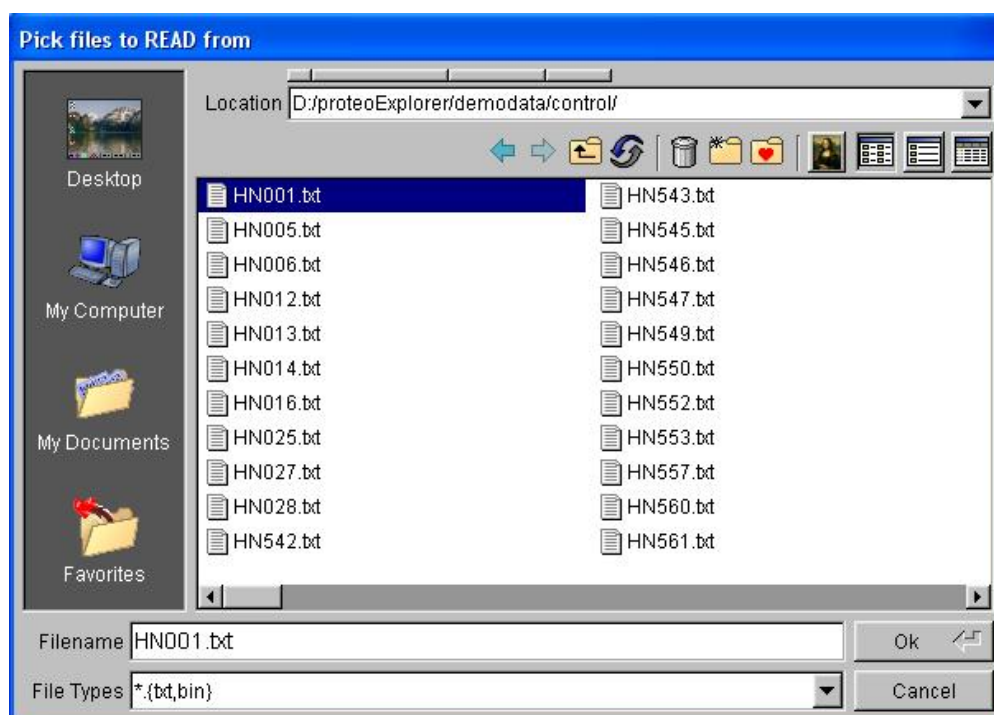 Pick files to READ from
Location D:/proteoExplorer/demodata/control/
Desktop
My Computer
My Documents
Favorites
HN001.txt
HN005.txt
HN006.txt
HN012.txt
HN013.txt
HN014.txt
HN016.txt
HN025.txt
HN027.txt
HN028.txt
HN542.txt
HN543.txt
HN545.txt
HN546.txt
HN547.txt
HN549.txt
HN550.txt
HN552.txt
HN553.txt
HN557.txt
HN560.txt
HN561.txt
Filename HN001.txt Ok
File Types *.{txt,bin} Cancel